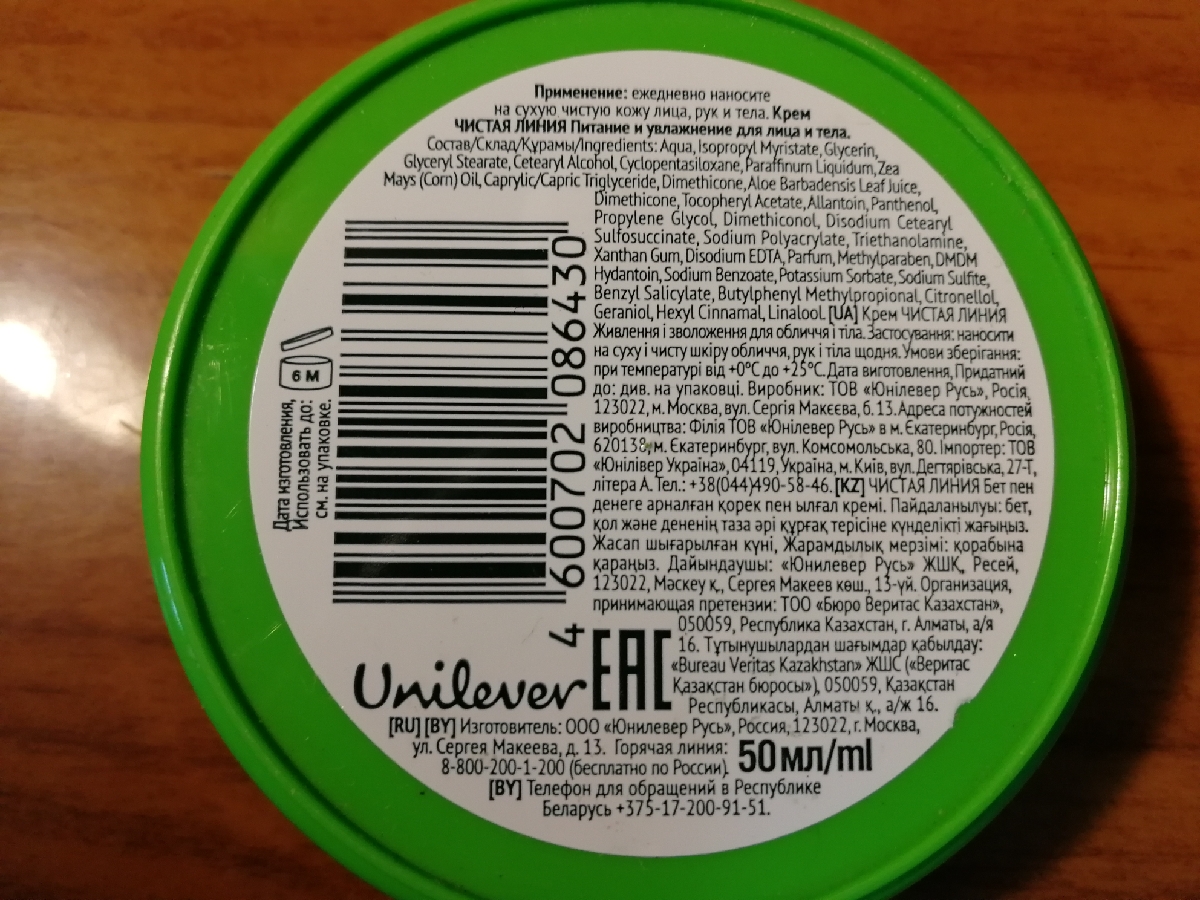 Применение: ежедневно наносите
на сухую чистую кожу лица, рук и тела. Крем
ЧИСТАЯ ЛИНИЯ Питание и увлажнение для лица и тела.
Состав/Склад/Құрамы/Ingredients: Aqua, Isopropyl Myristate, Glycerin,
Glyceryl Stearate, Cetearyl Alcohol, Cyclopentasiloxane, Paraffinum Liquidum, Zea
Mays (Corn) Oil, Caprylic/Capric Triglyceride, Dimethicone, Aloe Barbadensis Leaf Juice,
Dimethicone, Tocopheryl Acetate, Allantoin, Panthenol,
Propylene Glycol, Dimethiconol, Disodium Cetearyl
Sulfosuccinate, Sodium Polyacrylate, Triethanolamine,
Xanthan Gum, Disodium EDTA, Parfum, Methylparaben, DMDM
Hydantoin, Sodium Benzoate, Potassium Sorbate, Sodium Sulfite,
Benzyl Salicylate, Butylphenyl Methylpropional, Citronellol,
Geraniol, Hexyl Cinnamal, Linalool. [UA] Крем ЧИСТАЯ ЛИНИЯ
Живлення і зволоження для обличчя і тіла. Застосування: наносити
на суху і чисту шкіру обличчя, рук і тіла щодня. Умови зберігання:
при температурі від +0°С до +25°С. Дата виготовлення, Придатний
до: див. на упаковці. Виробник: ТОВ «Юнілевер Русь», Росія,
123022, м. Москва, вул. Сергія Макєєва, б. 13. Адреса потужностей
виробництва: Філія ТОВ «Юнілевер Русь» в м. Єкатеринбург, Росія,
620138, м. Єкатеринбург, вул. Комсомольська, 80. Імпортер: ТОВ
«Юнілівер Україна», 04119, Україна, м. Київ, вул. Дегтярівська, 27-Т,
літера А. Тел.: +38(044)490-58-46. [KZ] ЧИСТАЯ ЛИНИЯ Бет пен
денеге арналған қорек пен ылғал кремі. Пайдаланылуы: бет,
қол және дененің таза әрі құрғақ терісіне күнделікті жағыңыз.
Жасап шығарылған күні, Жарамдылық мерзімі: қорабына
қараңыз. Дайындаушы: «Юнилевер Русь» ЖШҚ, Ресей,
123022, Мәскеу қ., Сергея Макеев көш., 13-үй. Организация,
принимающая претензии: ТОО «Бюро Веритас Казахстан»,
050059, Республика Казахстан, г. Алматы, а/я
16. Тұтынушылардан шағымдар қабылдау:
«Bureau Veritas Kazakhstan» ЖШС («Веритас
Қазақстан бюросы»), 050059, Қазақстан
Республикасы, Алматы қ., а/ж 16.
6 M
Дата изготовления,
Использовать до:
см. на упаковке.
4 600702 086430
Unilever EAC
[RU] [BY] Изготовитель: ООО «Юнилевер Русь», Россия, 123022, г. Москва,
ул. Сергея Макеева, д. 13. Горячая линия:
8-800-200-1-200 (бесплатно по России).
50 мл/ml
[BY] Телефон для обращений в Республике
Беларусь +375-17-200-91-51.